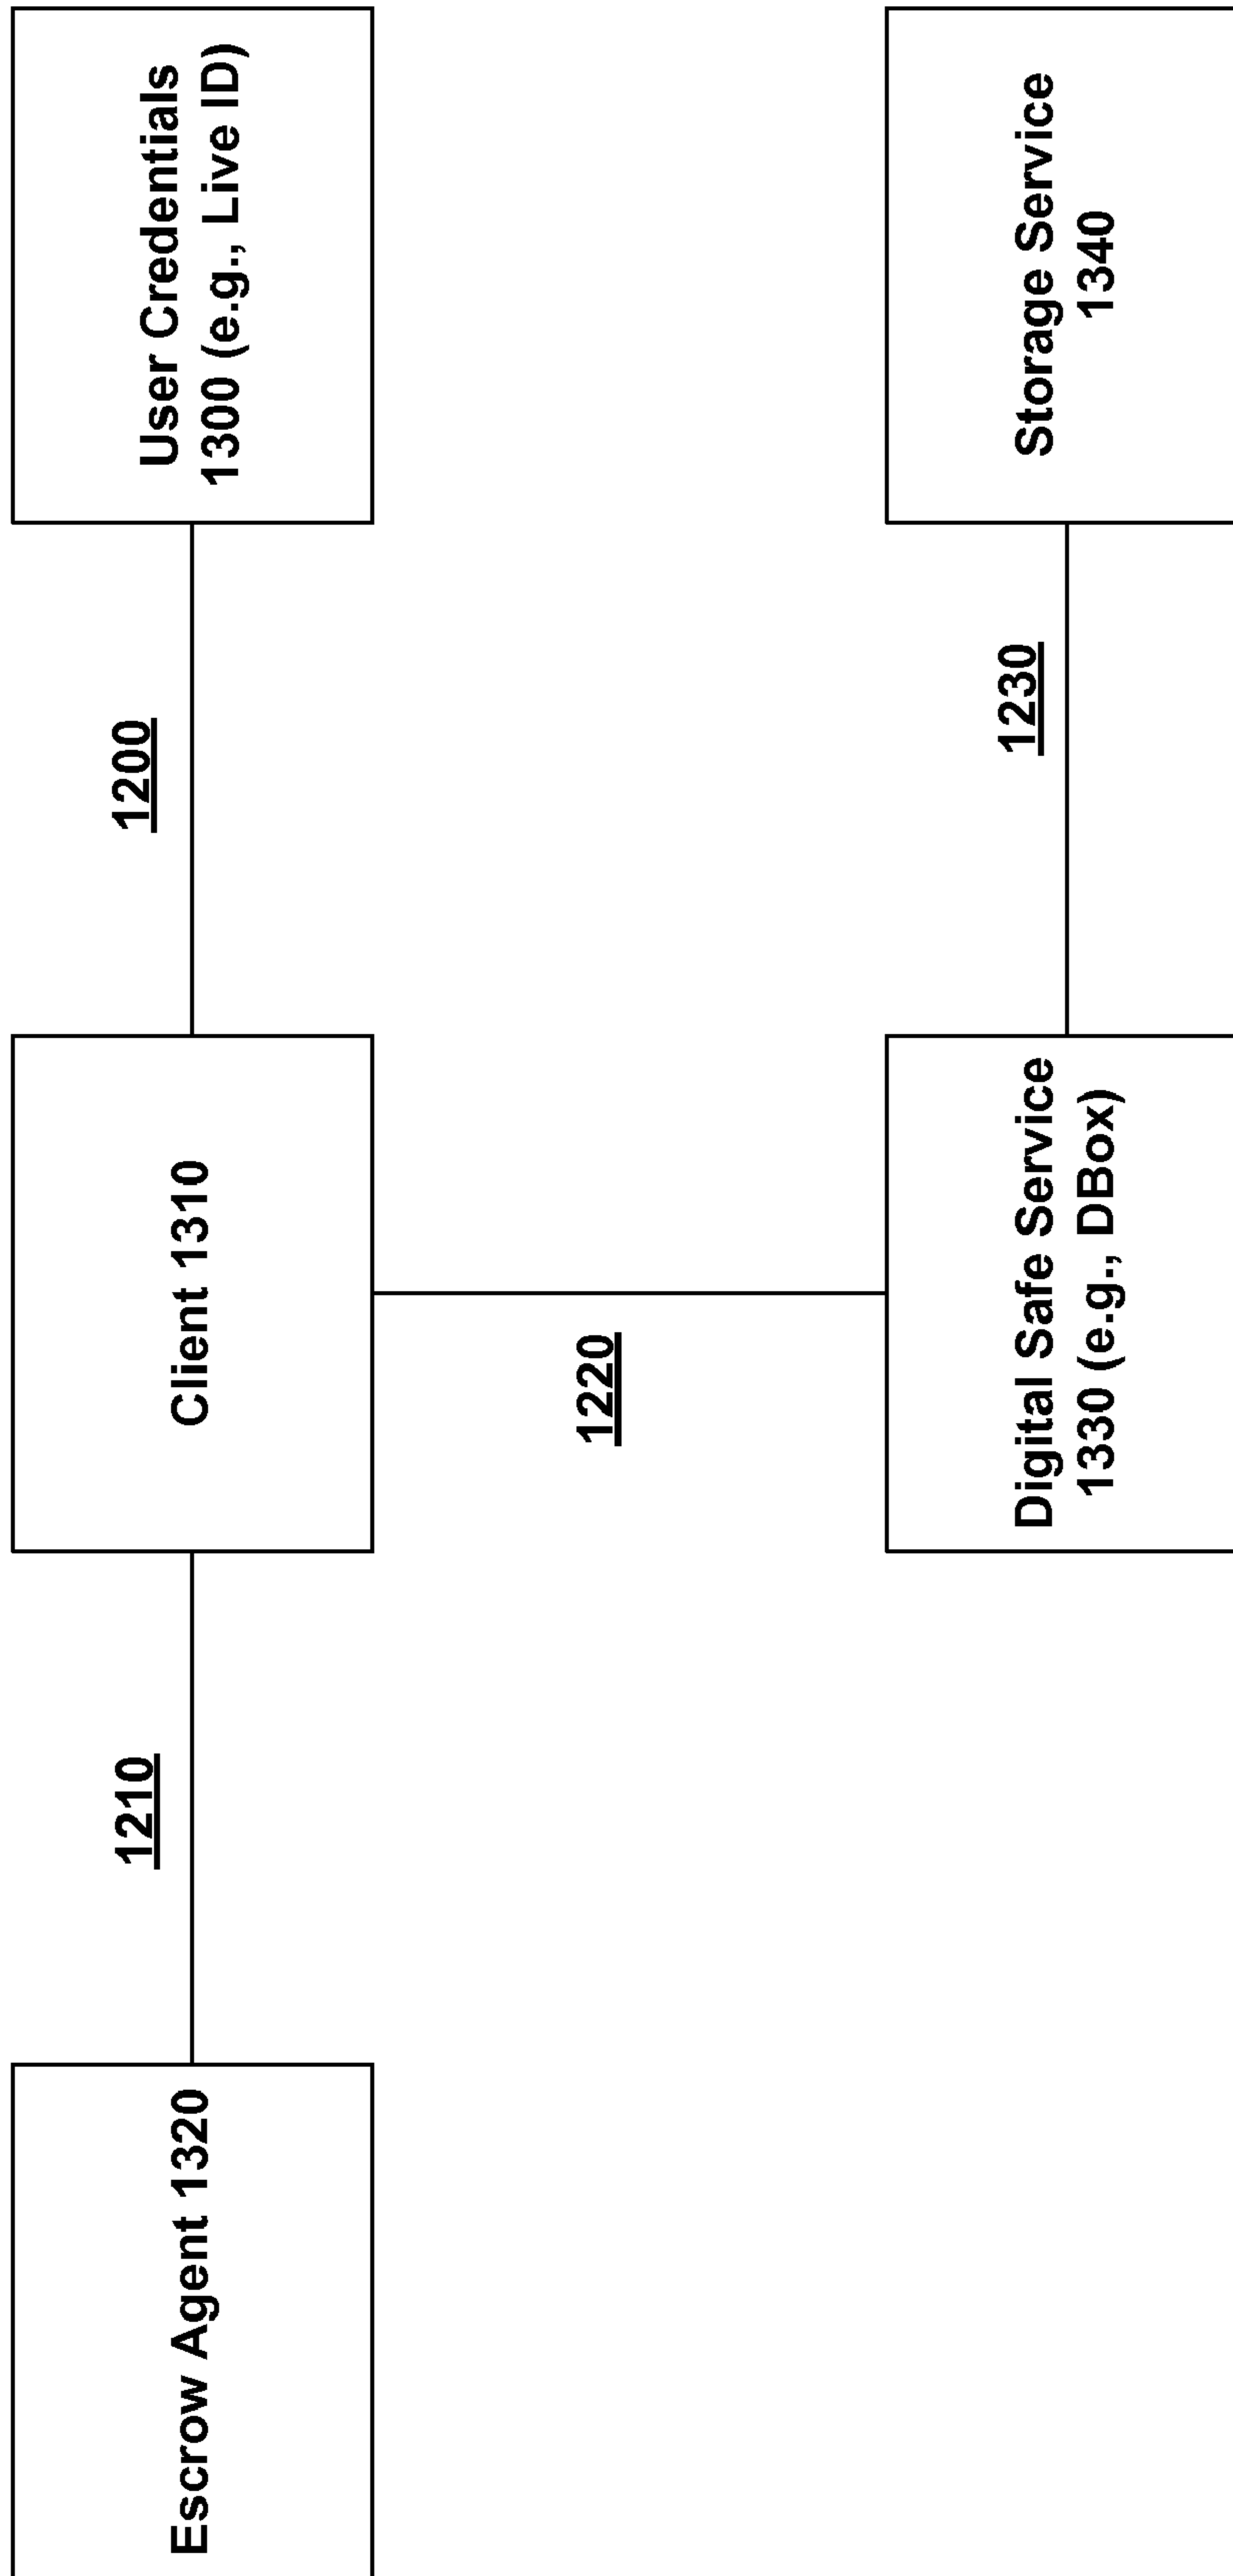 Escrow Agent 1320
1210
Client 1310
1200
User Credentials
1300 (e.g., Live ID)
1220
Digital Safe Service
1330 (e.g., DBox)
1230
Storage Service
1340